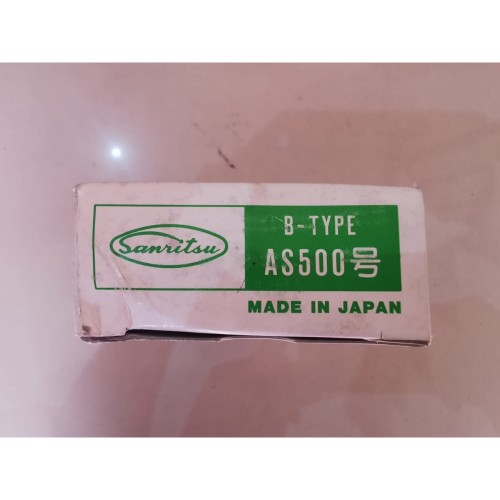 Sanritsu
B-TYPE
AS500号
MADE IN JAPAN